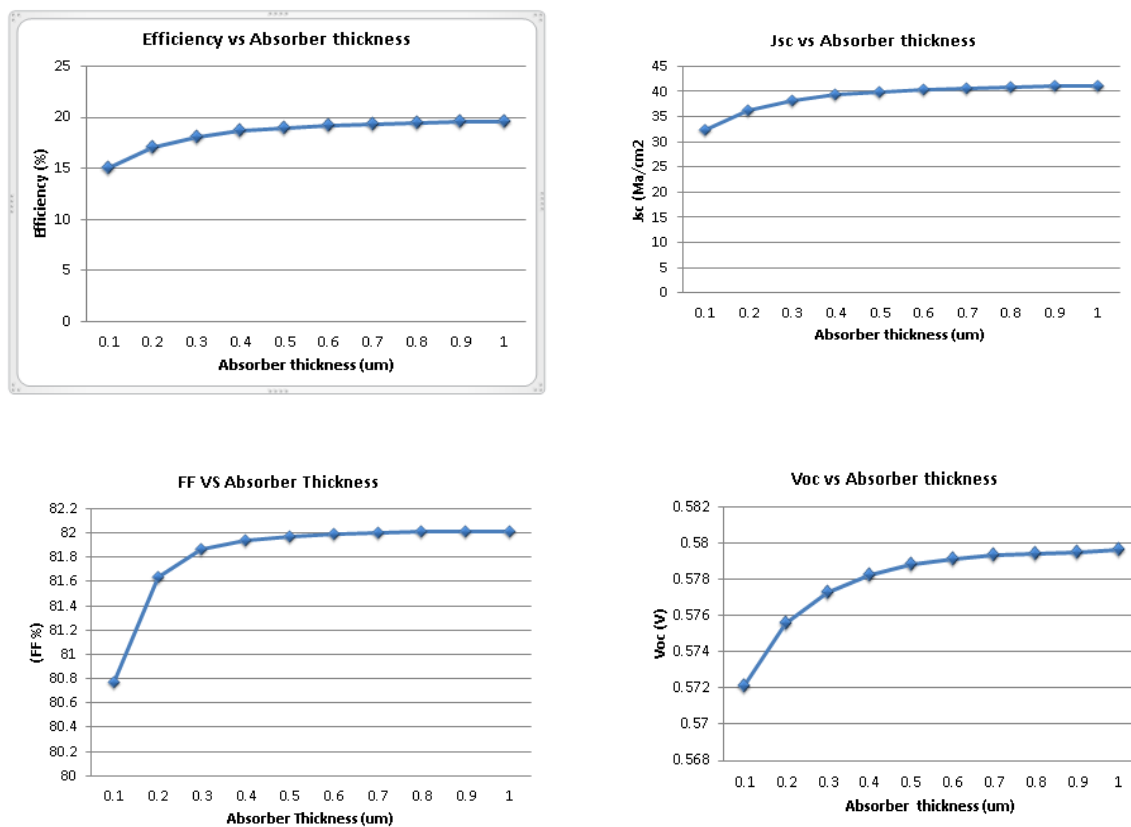 Efficiency vs Absorber thickness
25
20
15
10
5
0
Efficiency (%)
0.1 0.2 0.3 0.4 0.5 0.6 0.7 0.8 0.9 1
Absorber thickness (um)
Jsc vs Absorber thickness
45
40
35
30
25
20
15
10
5
0
Jsc (Ma/cm2
0.1 0.2 0.3 0.4 0.5 0.6 0.7 0.8 0.9 1
Absorber thickness (um)
FF VS Absorber Thickness
82.2
82
81.8
81.6
81.4
81.2
81
80.8
80.6
80.4
80.2
80
(FF %)
0.1 0.2 0.3 0.4 0.5 0.6 0.7 0.8 0.9 1
Absorber Thickness (um)
Voc vs Absorber thickness
0.582
0.58
0.578
0.576
0.574
0.572
0.57
0.568
Voc (V)
0.1 0.2 0.3 0.4 0.5 0.6 0.7 0.8 0.9 1
Absorber thickness (um)